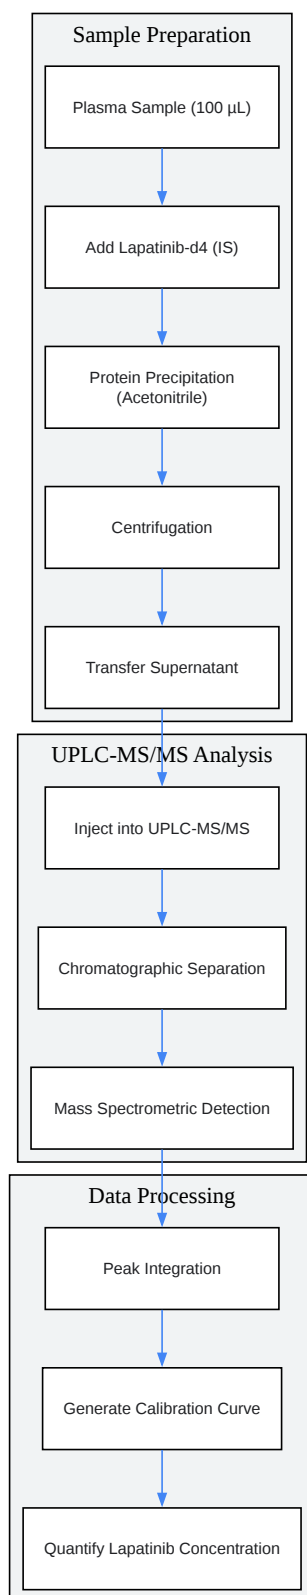 Sample Preparation
Plasma Sample (100 µL)
Add Lapatinib-d4 (IS)
Protein Precipitation
(Acetonitrile)
Centrifugation
Transfer Supernatant
UPLC-MS/MS Analysis
Inject into UPLC-MS/MS
Chromatographic Separation
Mass Spectrometric Detection
Data Processing
Peak Integration
Generate Calibration Curve
Quantify Lapatinib Concentration